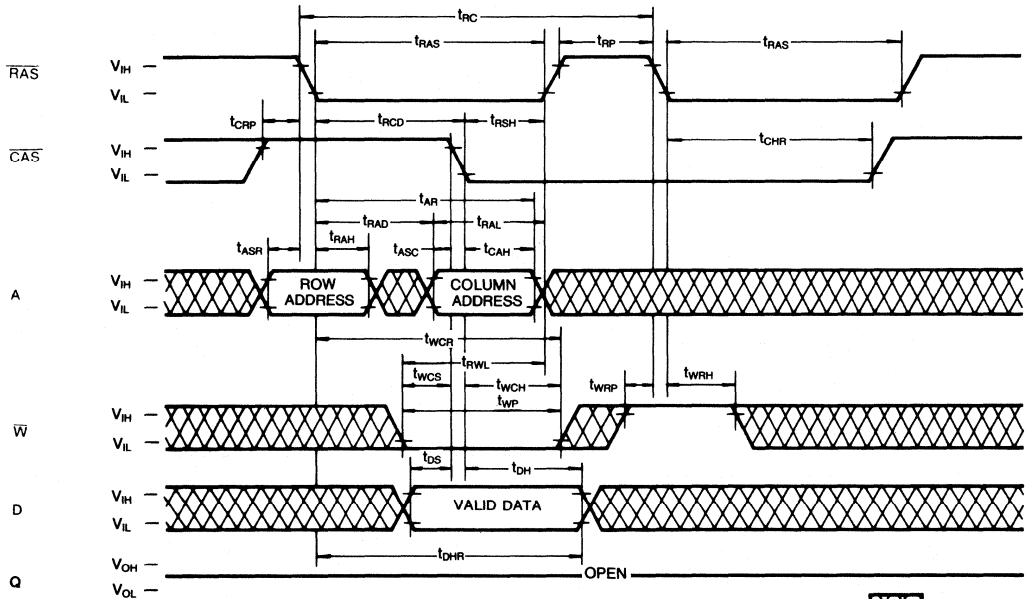 tRC
tRAS tRP tRAS
RAS VIH
VIL
tCRP tRCD tRSH
CAS VIH tCHR
VIL
tAR
tRAD tRAL
tASR tRAH tASC tCAH
A VIH ROW ADDRESS COLUMN ADDRESS
VIL
tWCR
tRWL
tWCS tWCH tWRP tWRH
tWP
W VIH
VIL
tDS tDH
D VIH VALID DATA
VIL
tDHR
Q VOH OPEN
VOL